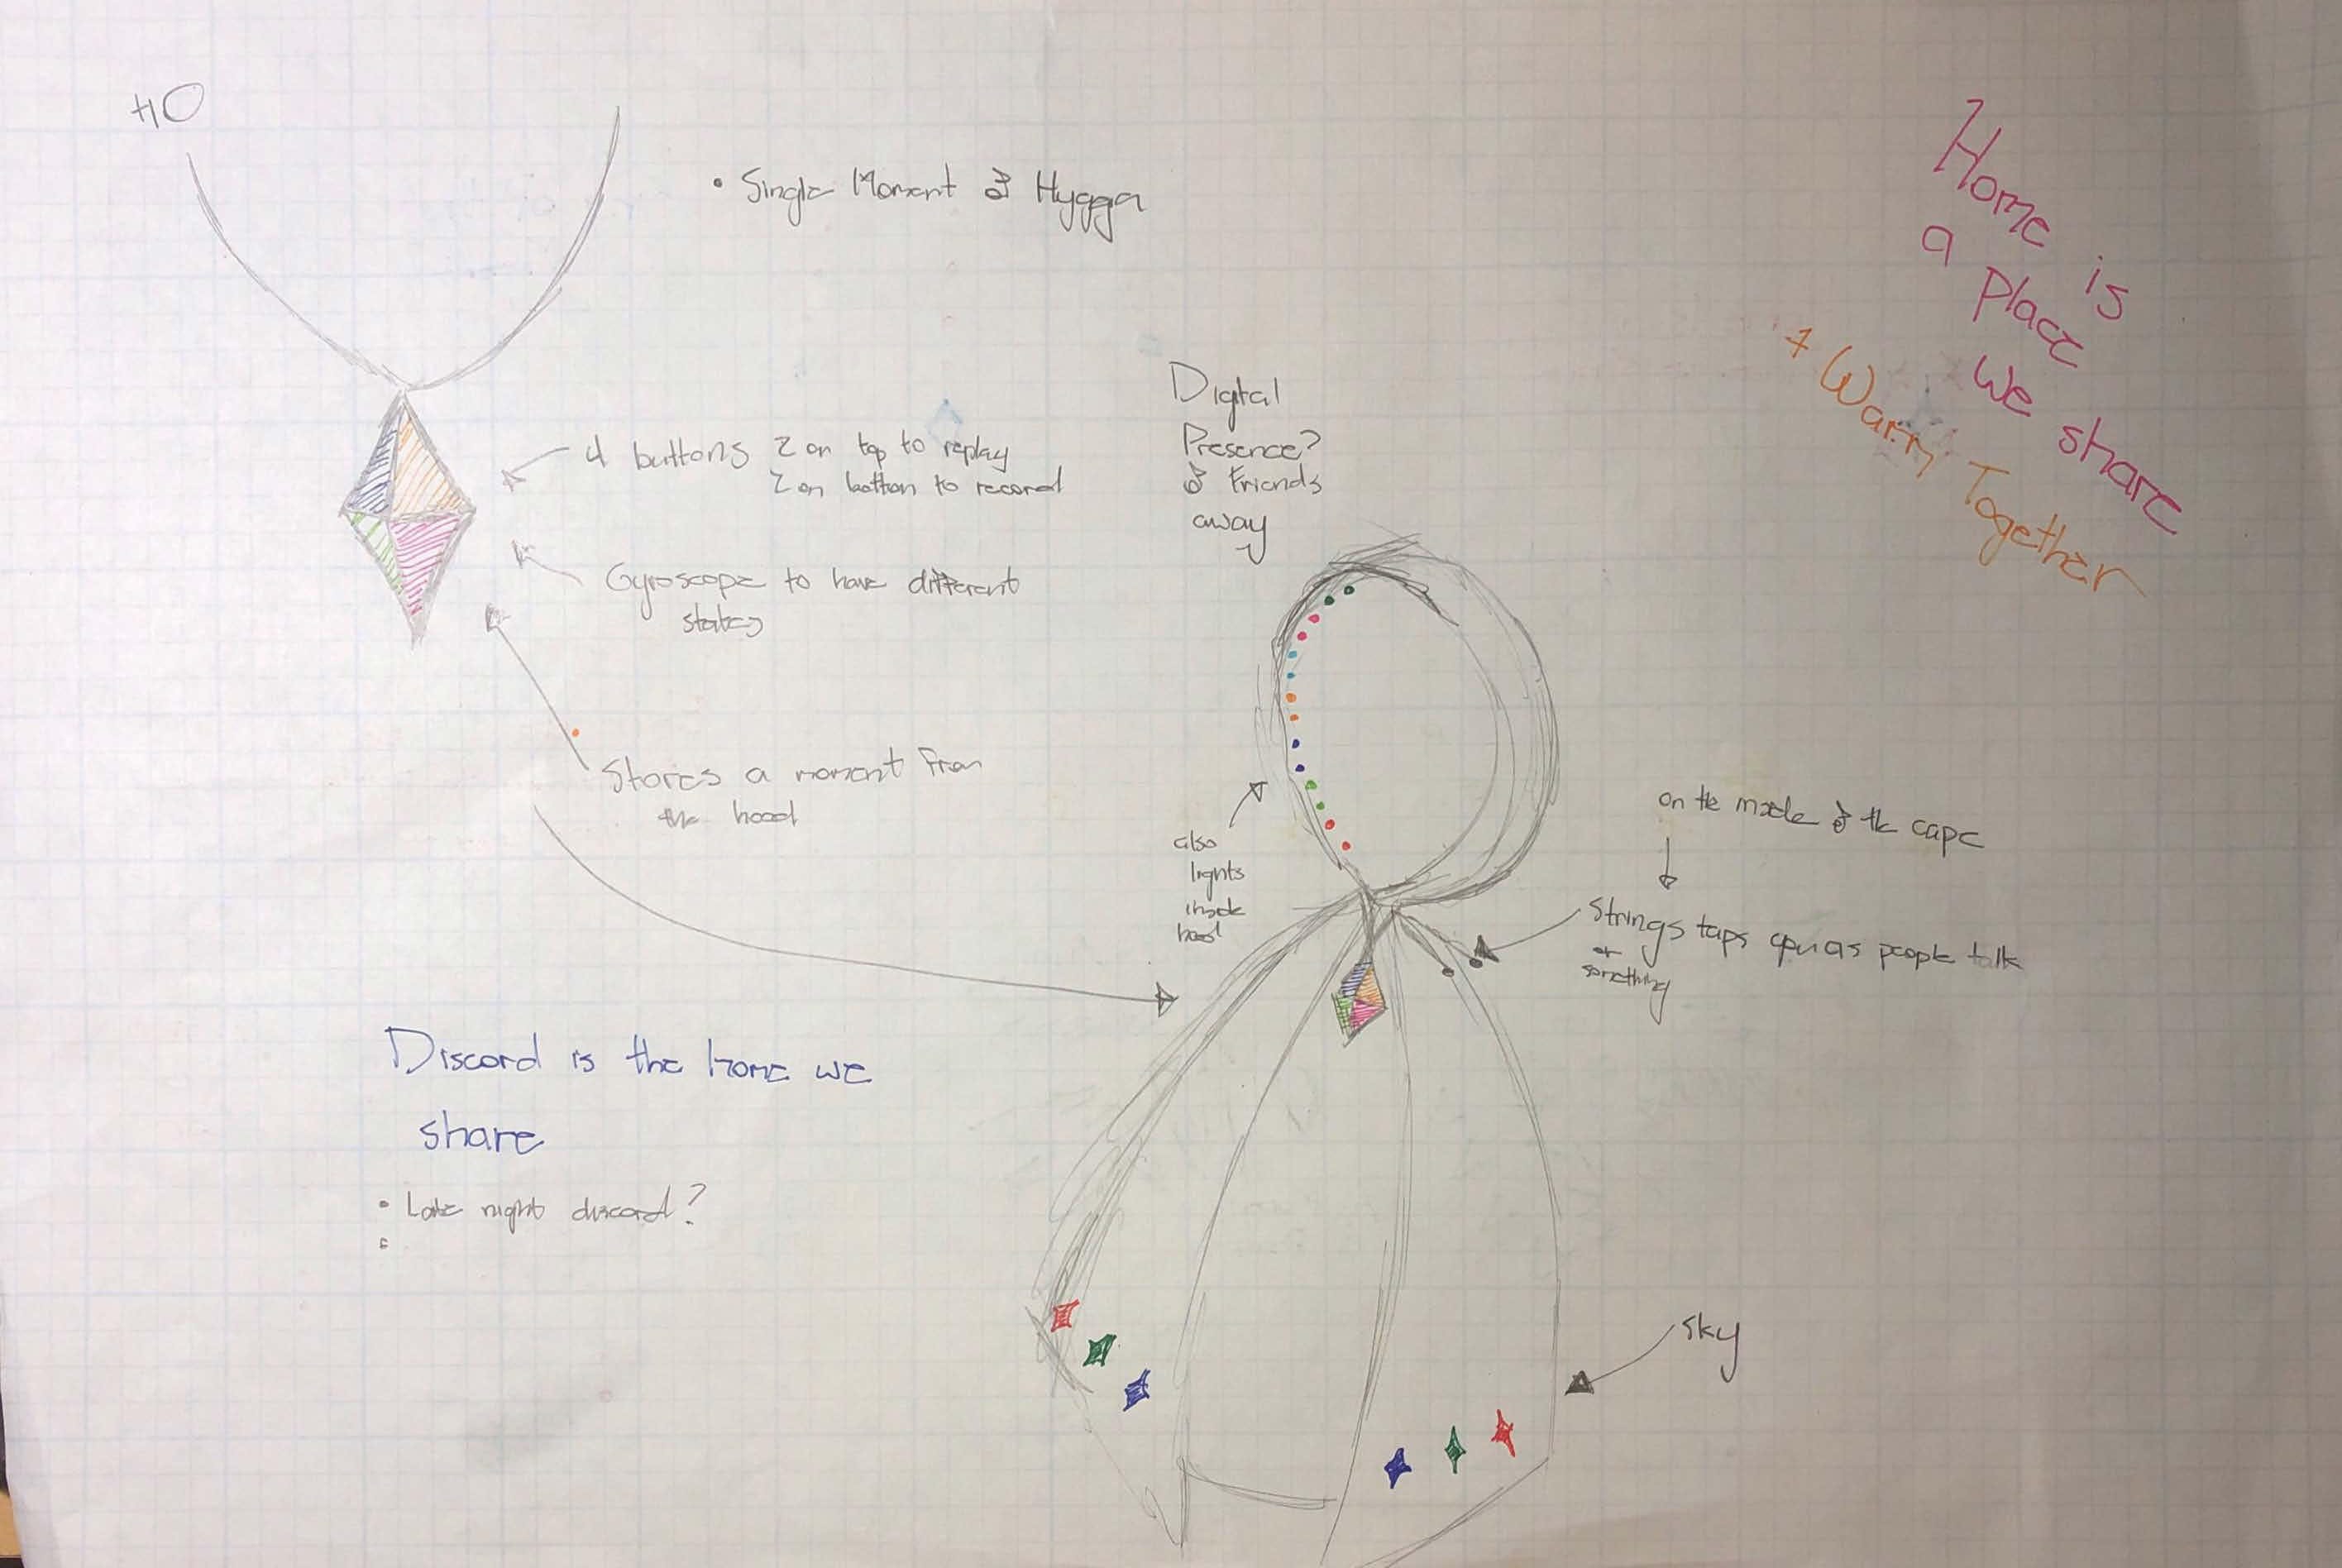 HO
• Single Moment of Hygga
4 buttons 2 on top to replay
2 on bottom to record
Gyroscope to have different
states
Stores a moment from
the hood
Digital
Presence?
of Friends
away
Home is
a place
we share
+ Warm Together
also
lights
inside
hood
on the inside of the cape
Strings taps you as people talk
or
something
Discord is the home we
share
• Late night discord?
sky